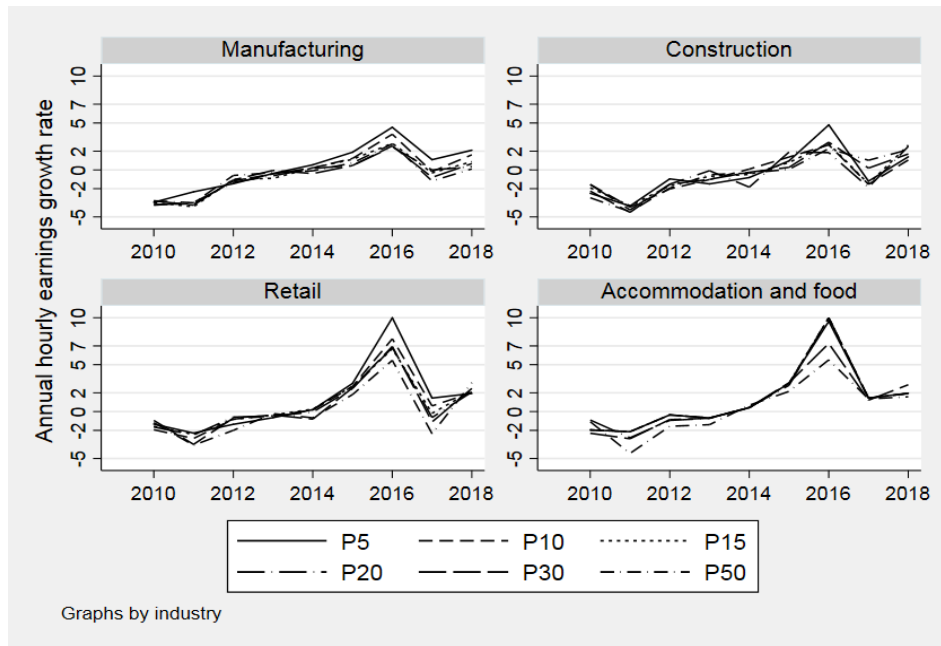 Manufacturing
Construction
Annual hourly earnings growth rate
10
7
5
2
0
-2
-5
2010 2012 2014 2016 2018
10
7
5
2
0
-2
-5
2010 2012 2014 2016 2018
Retail
Accommodation and food
10
7
5
2
0
-2
-5
2010 2012 2014 2016 2018
10
7
5
2
0
-2
-5
2010 2012 2014 2016 2018
P5 P10 P15
P20 P30 P50
Graphs by industry